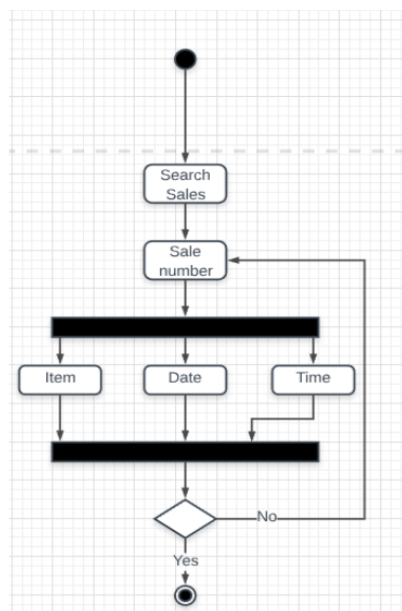 Search
Sales
Sale
number
Item
Date
Time
No
Yes